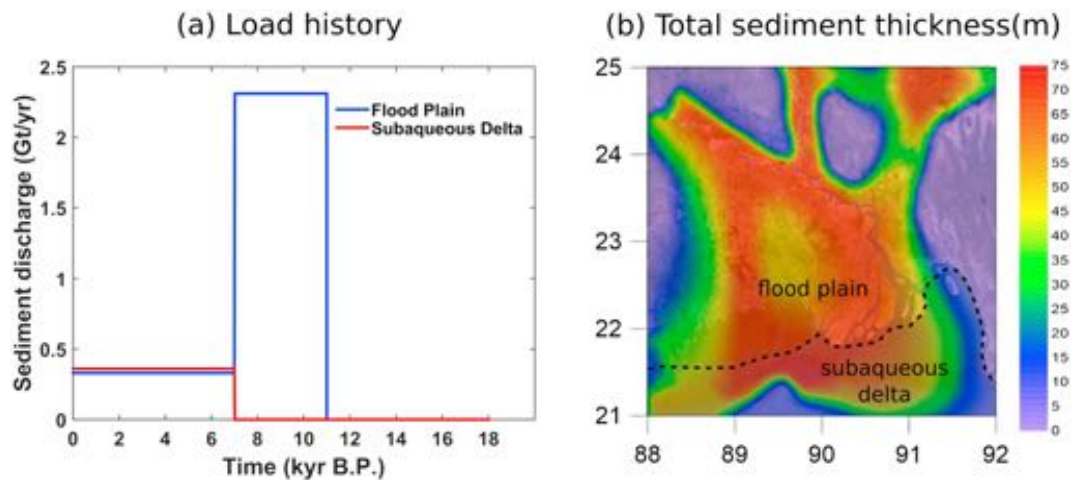 (a) Load history
2.5
2
1.5
1
0.5
0
Sediment discharge (Gt/yr)
Flood Plain
Subaqueous Delta
0 2 4 6 8 10 12 14 16 18
Time (kyr B.P.)
(b) Total sediment thickness(m)
25
24
23
22
21
88 89 90 91 92
flood plain
subaqueous
delta
75
70
65
60
55
50
45
40
35
30
25
20
15
10
5
0